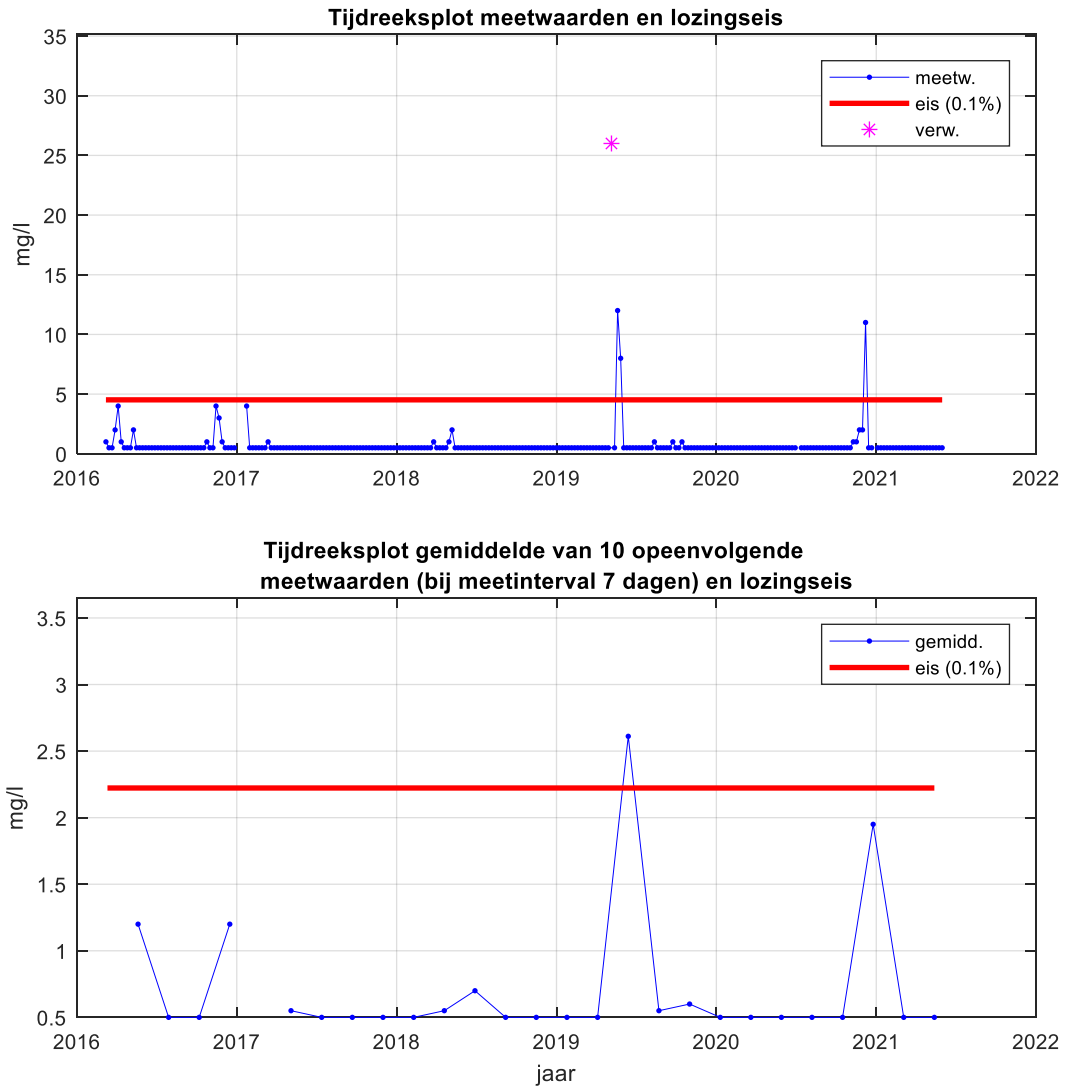 Tijdreeksplot meetwaarden en lozingseis
35
30
25
20
15
10
5
0
mg/l
meetw.
eis (0.1%)
verw.
2016 2017 2018 2019 2020 2021 2022
Tijdreeksplot gemiddelde van 10 opeenvolgende
meetwaarden (bij meetinterval 7 dagen) en lozingseis
3.5
3
2.5
2
1.5
1
0.5
mg/l
gemidd.
eis (0.1%)
2016 2017 2018 2019 2020 2021 2022
jaar